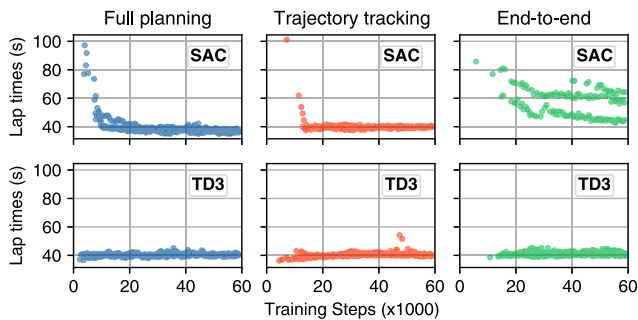 Full planning Trajectory tracking End-to-end
Lap times (s)
100
80
60
40
SAC SAC SAC
Lap times (s)
100
80
60
40
TD3 TD3 TD3
0 20 40 60 0 20 40 60 0 20 40 60
Training Steps (x1000)